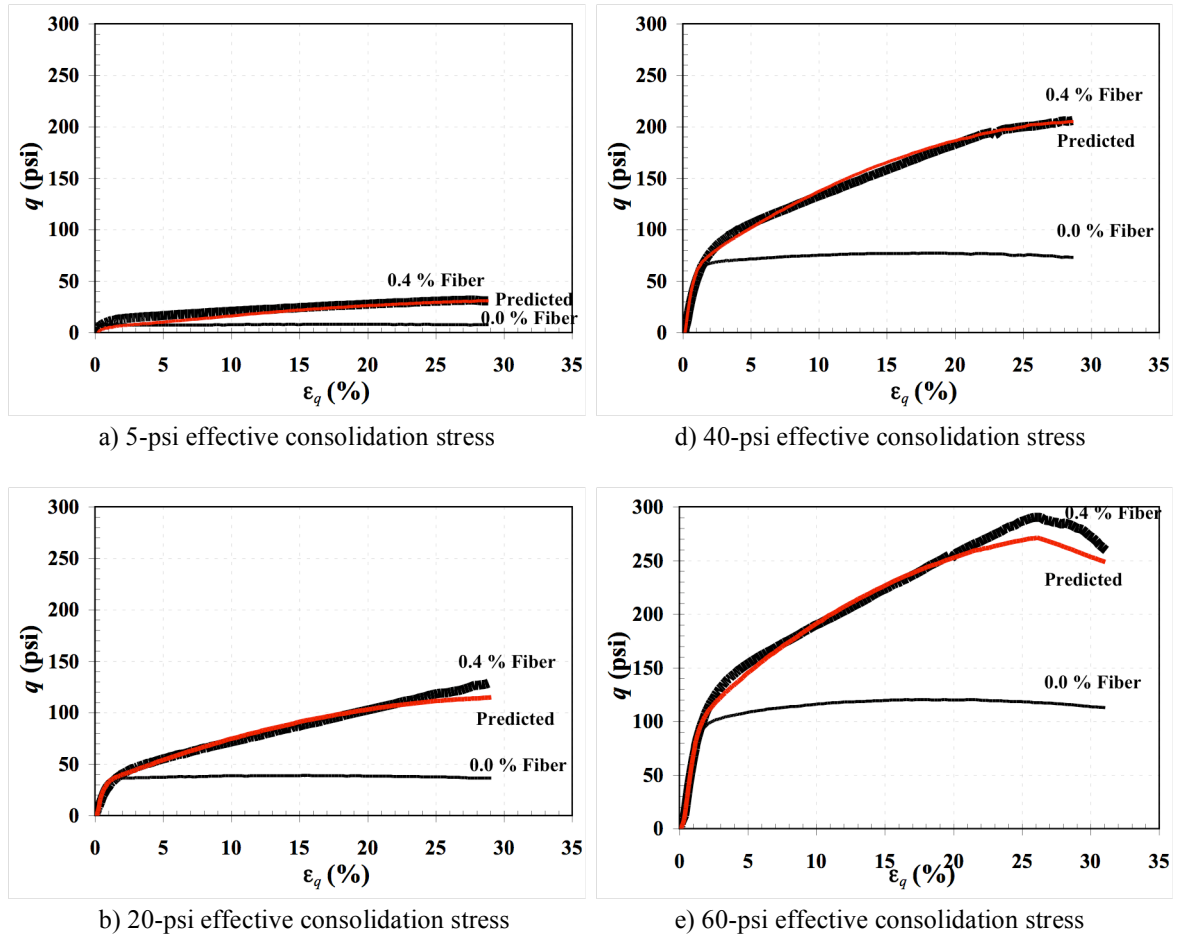 300
250
200
150
100
50
0
q (psi)
0.4 % Fiber
Predicted
0.0 % Fiber
0 5 10 15 20 25 30 35
εq (%)
a) 5-psi effective consolidation stress
300
250
200
150
100
50
0
q (psi)
0.4 % Fiber
Predicted
0.0 % Fiber
0 5 10 15 20 25 30 35
εq (%)
d) 40-psi effective consolidation stress
300
250
200
150
100
50
0
q (psi)
0.4 % Fiber
Predicted
0.0 % Fiber
0 5 10 15 20 25 30 35
εq (%)
b) 20-psi effective consolidation stress
300
250
200
150
100
50
0
q (psi)
0.4 % Fiber
Predicted
0.0 % Fiber
0 5 10 15 20 25 30 35
εq (%)
e) 60-psi effective consolidation stress